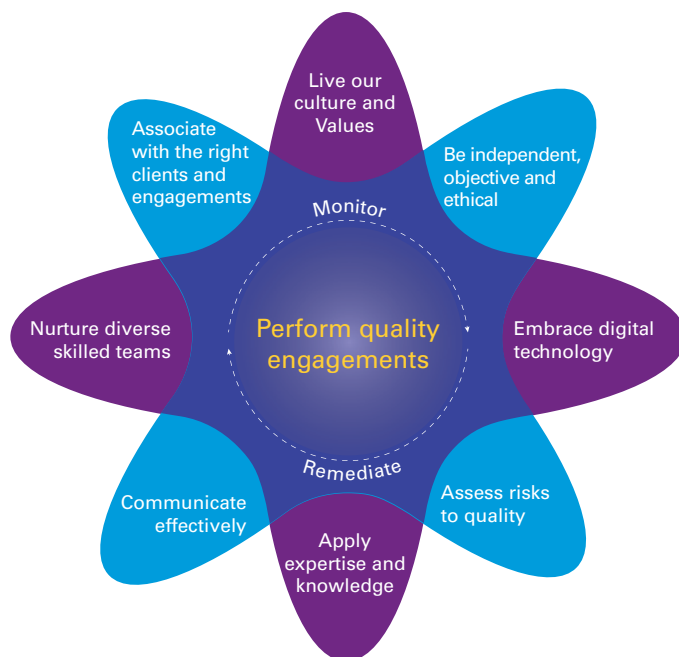 Live our
culture and
Values
Associate
with the right
clients and
engagements
Be independent,
objective and
ethical
Monitor
Nurture diverse
skilled teams
Perform quality
engagements
Embrace digital
technology
Remediate
Communicate
effectively
Assess risks
to quality
Apply
expertise and
knowledge